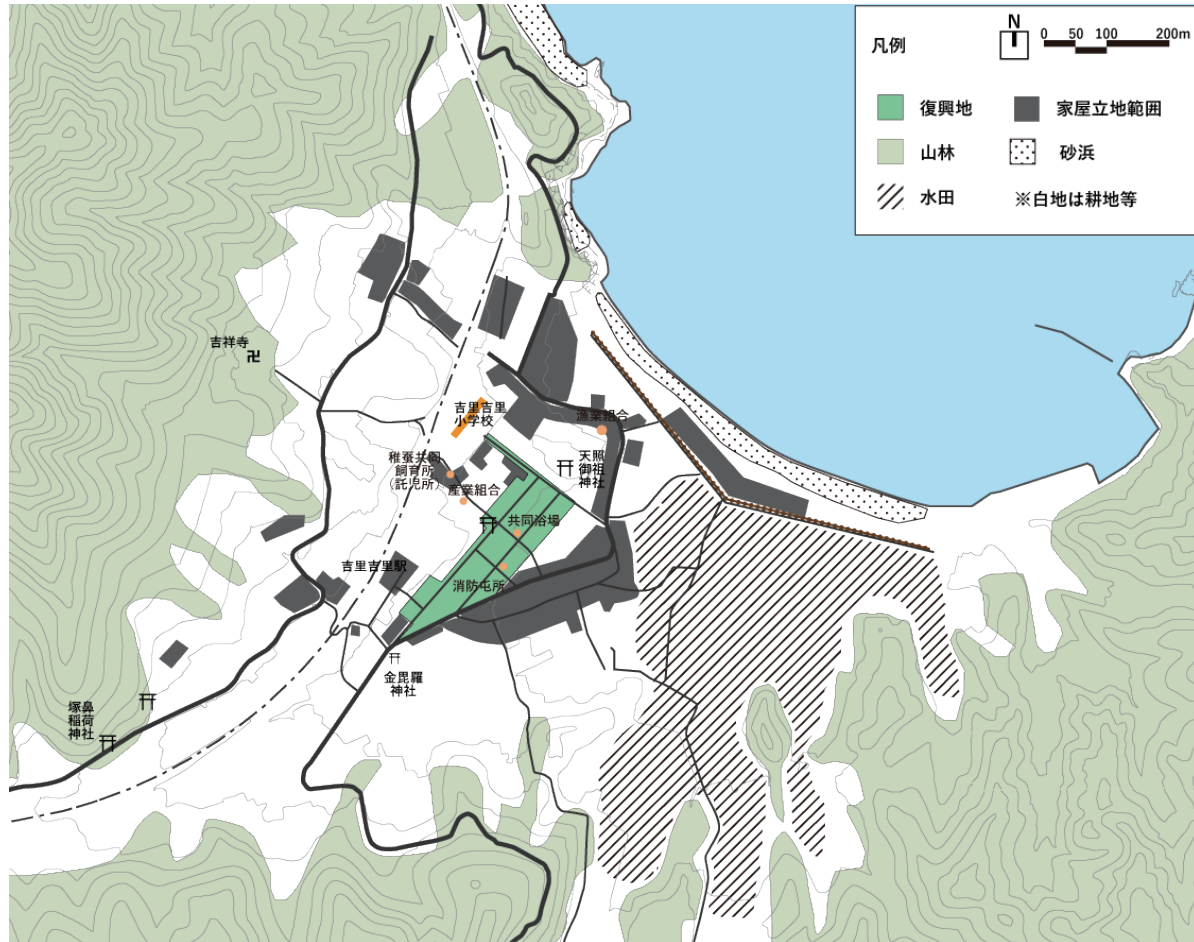 凡例
N
0 50 100 200m
復興地
家屋立地範囲
山林
砂浜
水田
※白地は耕地等
吉祥寺
吉里吉里
小学校
漁業組合
稚蚕共同
飼育所
(託児所)
天照
御祖
神社
産業組合
共同浴場
吉里吉里駅
消防屯所
金毘羅
神社
塚鼻
稲荷
神社